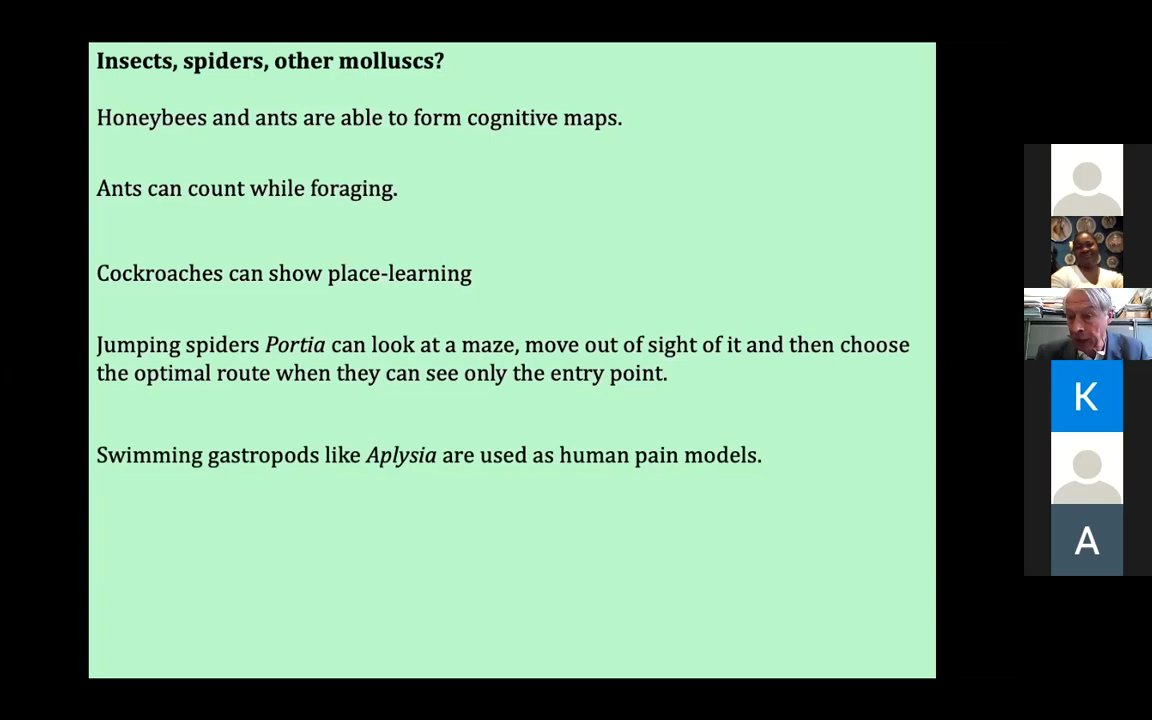 Insects, spiders, other molluscs?
Honeybees and ants are able to form cognitive maps.
Ants can count while foraging.
Cockroaches can show place-learning
Jumping spiders Portia can look at a maze, move out of sight of it and then choose
the optimal route when they can see only the entry point.
Swimming gastropods like Aplysia are used as human pain models.
K
A